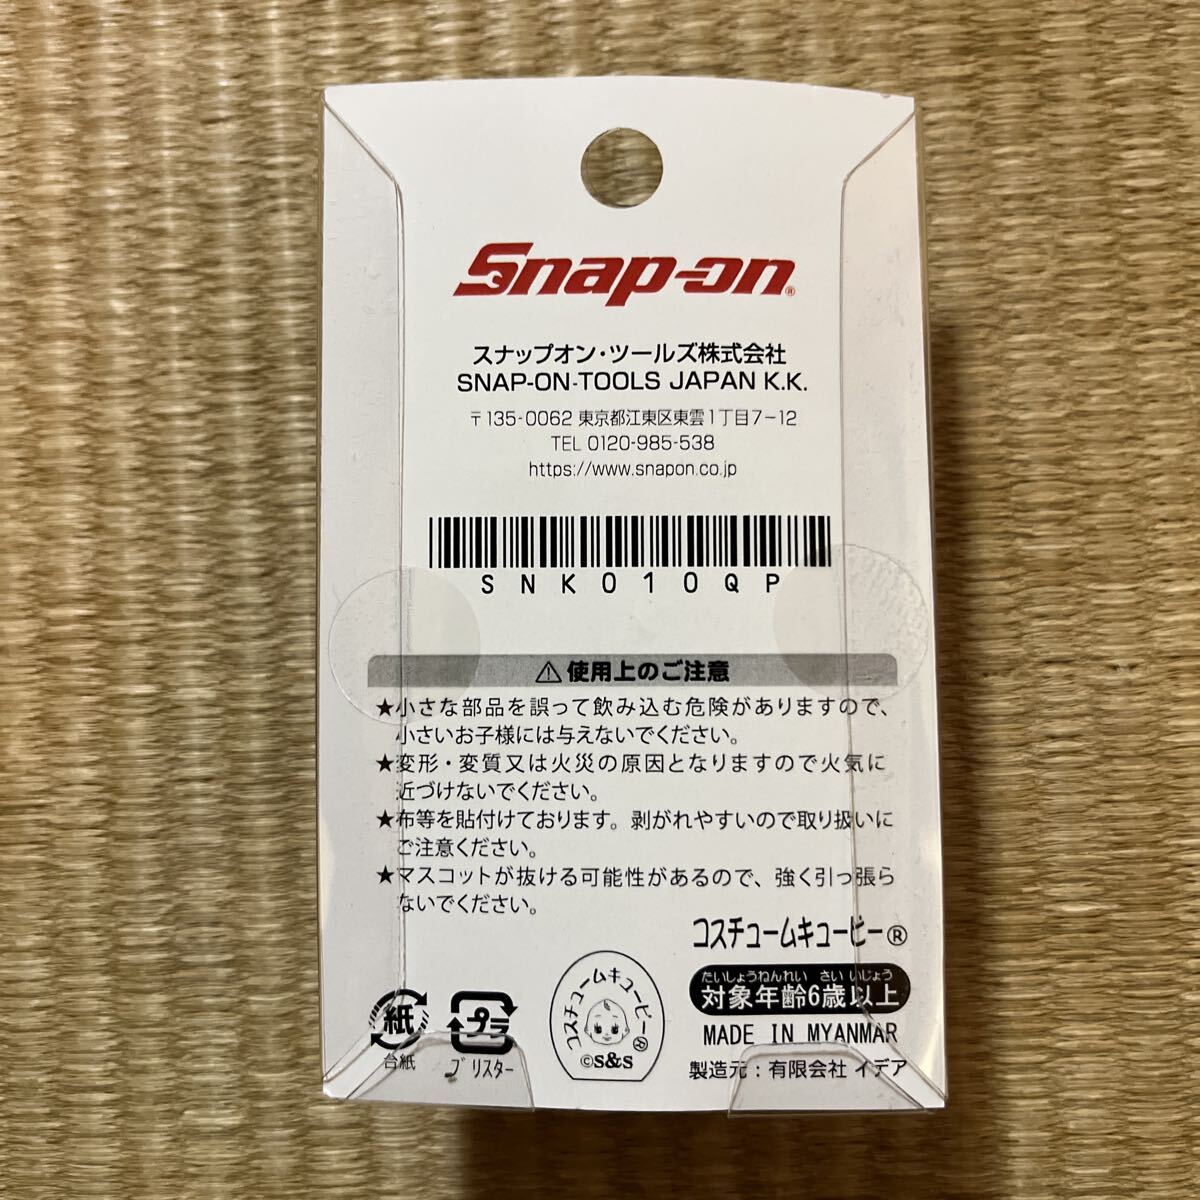 Snap-on®
スナップオン・ツールズ株式会社
SNAP-ON-TOOLS JAPAN K.K.
〒135-0062 東京都江東区東雲1丁目7-12
TEL 0120-985-538
https://www.snapon.co.jp
SNK010QP
⚠使用上のご注意
★小さな部品を誤って飲み込む危険がありますので、
小さいお子様には与えないでください。
★変形・変質又は火災の原因となりますので火気に
近づけないでください。
★布等を貼付けております。剥がれやすいので取り扱いに
ご注意ください。
★マスコットが抜ける可能性があるので、強く引っ張ら
ないでください。
コスチュームキューピー®
たいしょうねんれい さい いじょう
対象年齢6歳以上
MADE IN MYANMAR
製造元:有限会社 イデア
紙
台紙
プラ
ブリスター
コスチュームキューピー®
©S&S